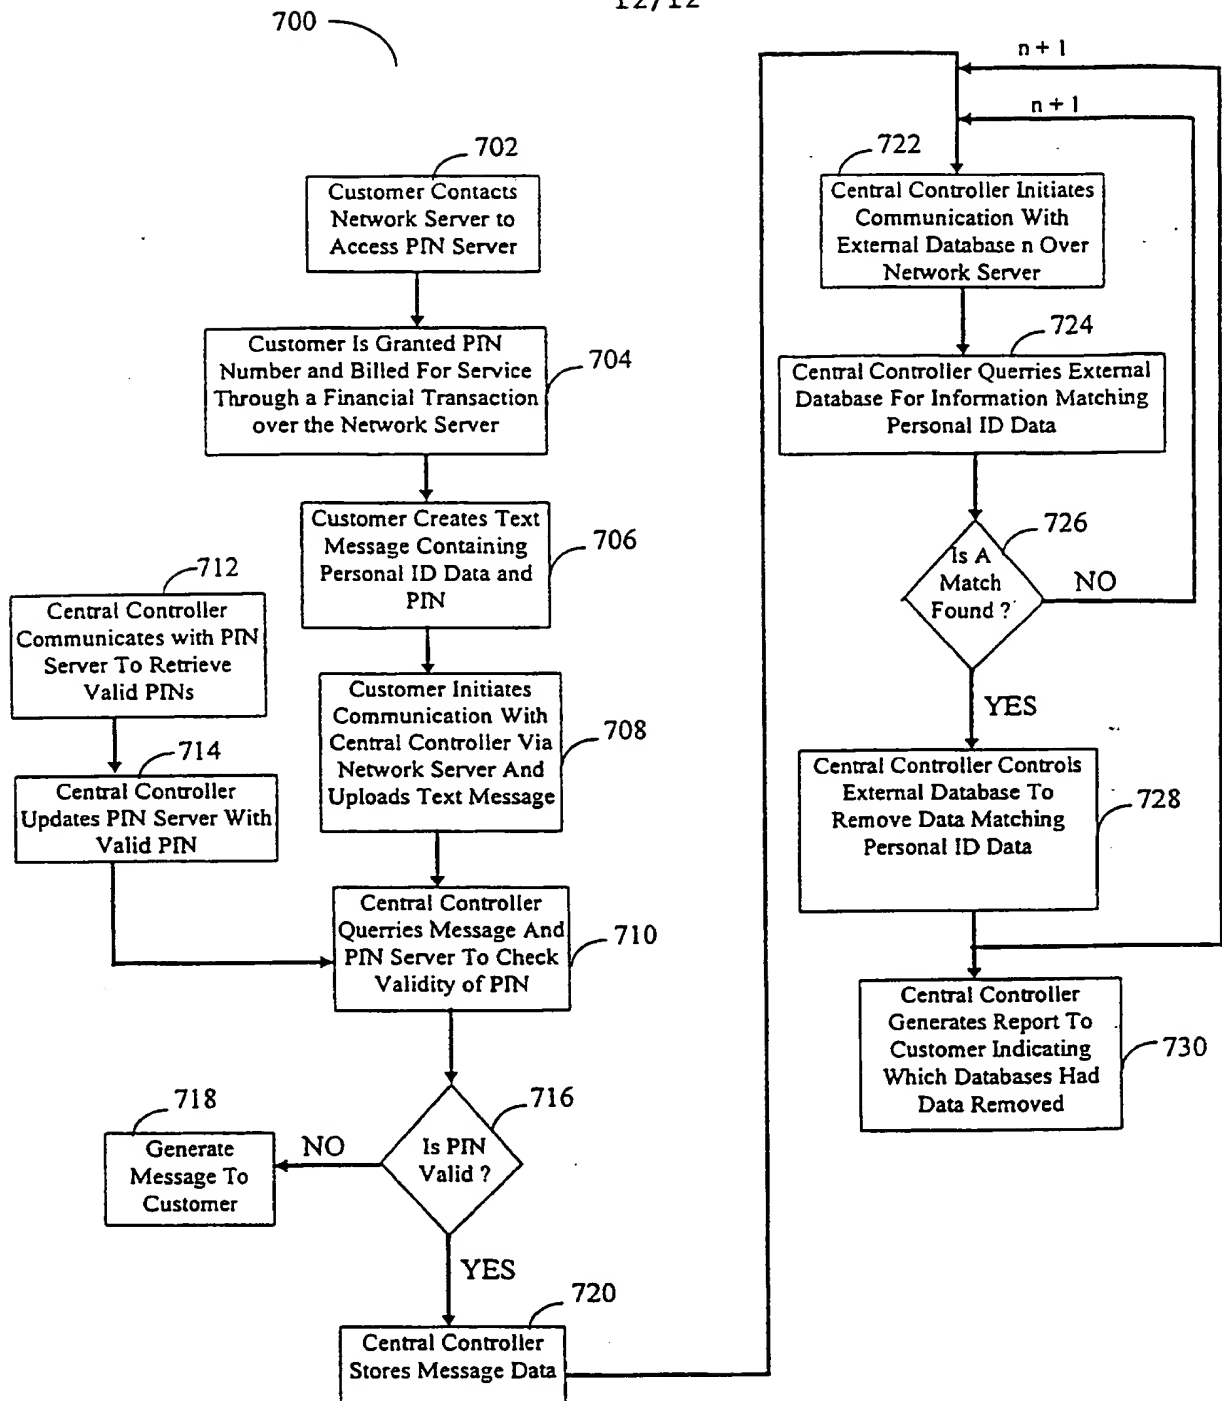 12/12
700
702
Customer Contacts
Network Server to
Access PIN Server
Customer Is Granted PIN
Number and Billed For Service
Through a Financial Transaction
over the Network Server
704
Customer Creates Text
Message Containing
Personal ID Data and
PIN
706
712
Central Controller
Communicates with PIN
Server To Retrieve
Valid PINs
Customer Initiates
Communication With
Central Controller Via
Network Server And
Uploads Text Message
708
714
Central Controller
Updates PIN Server With
Valid PIN
Central Controller
Querries Message And
PIN Server To Check
Validity of PIN
710
716
Is PIN
Valid ?
NO
718
Generate
Message To
Customer
YES
720
Central Controller
Stores Message Data
n + 1
n + 1
722
Central Controller Initiates
Communication With
External Database n Over
Network Server
724
Central Controller Querries External
Database For Information Matching
Personal ID Data
726
Is A
Match
Found ?
NO
YES
Central Controller Controls
External Database To
Remove Data Matching
Personal ID Data
728
Central Controller
Generates Report To
Customer Indicating
Which Databases Had
Data Removed
730